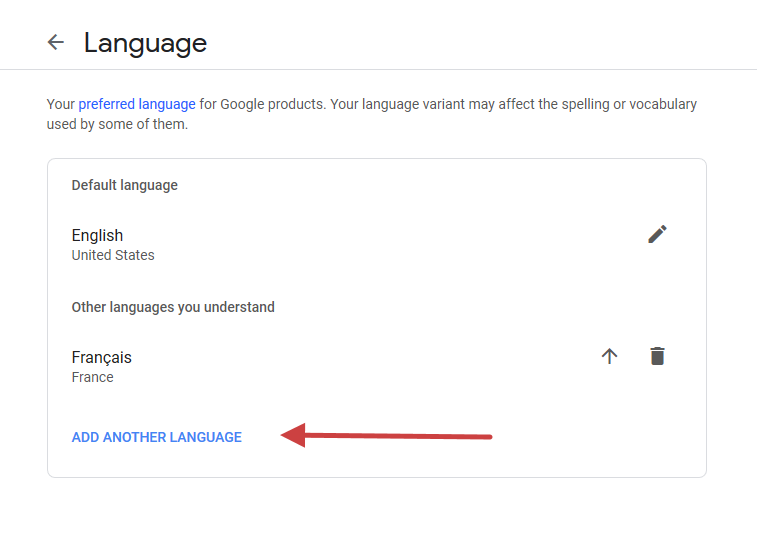 Language
Your preferred language for Google products. Your language variant may affect the spelling or vocabulary
used by some of them.
Default language
English
United States
Other languages you understand
Français
France
ADD ANOTHER LANGUAGE